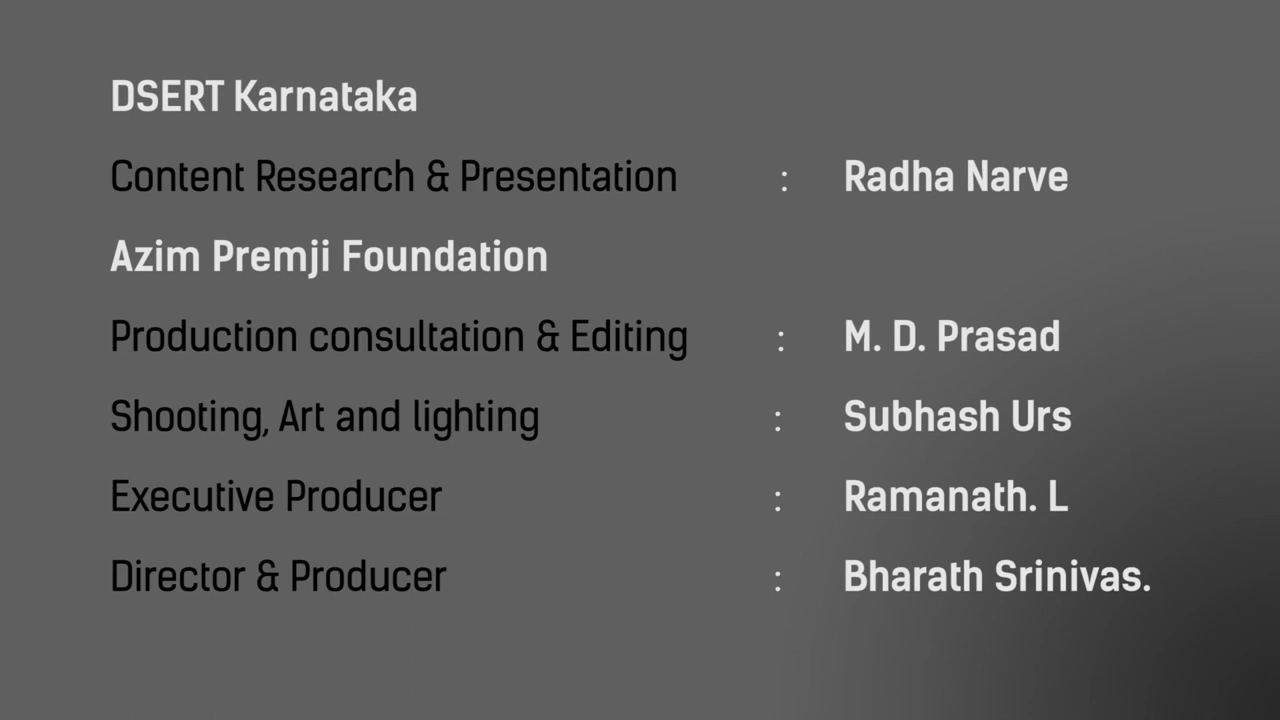 DSERT Karnataka
Content Research & Presentation : Radha Narve
Azim Premji Foundation
Production consultation & Editing : M. D. Prasad
Shooting, Art and lighting : Subhash Urs
Executive Producer : Ramanath. L
Director & Producer : Bharath Srinivas.